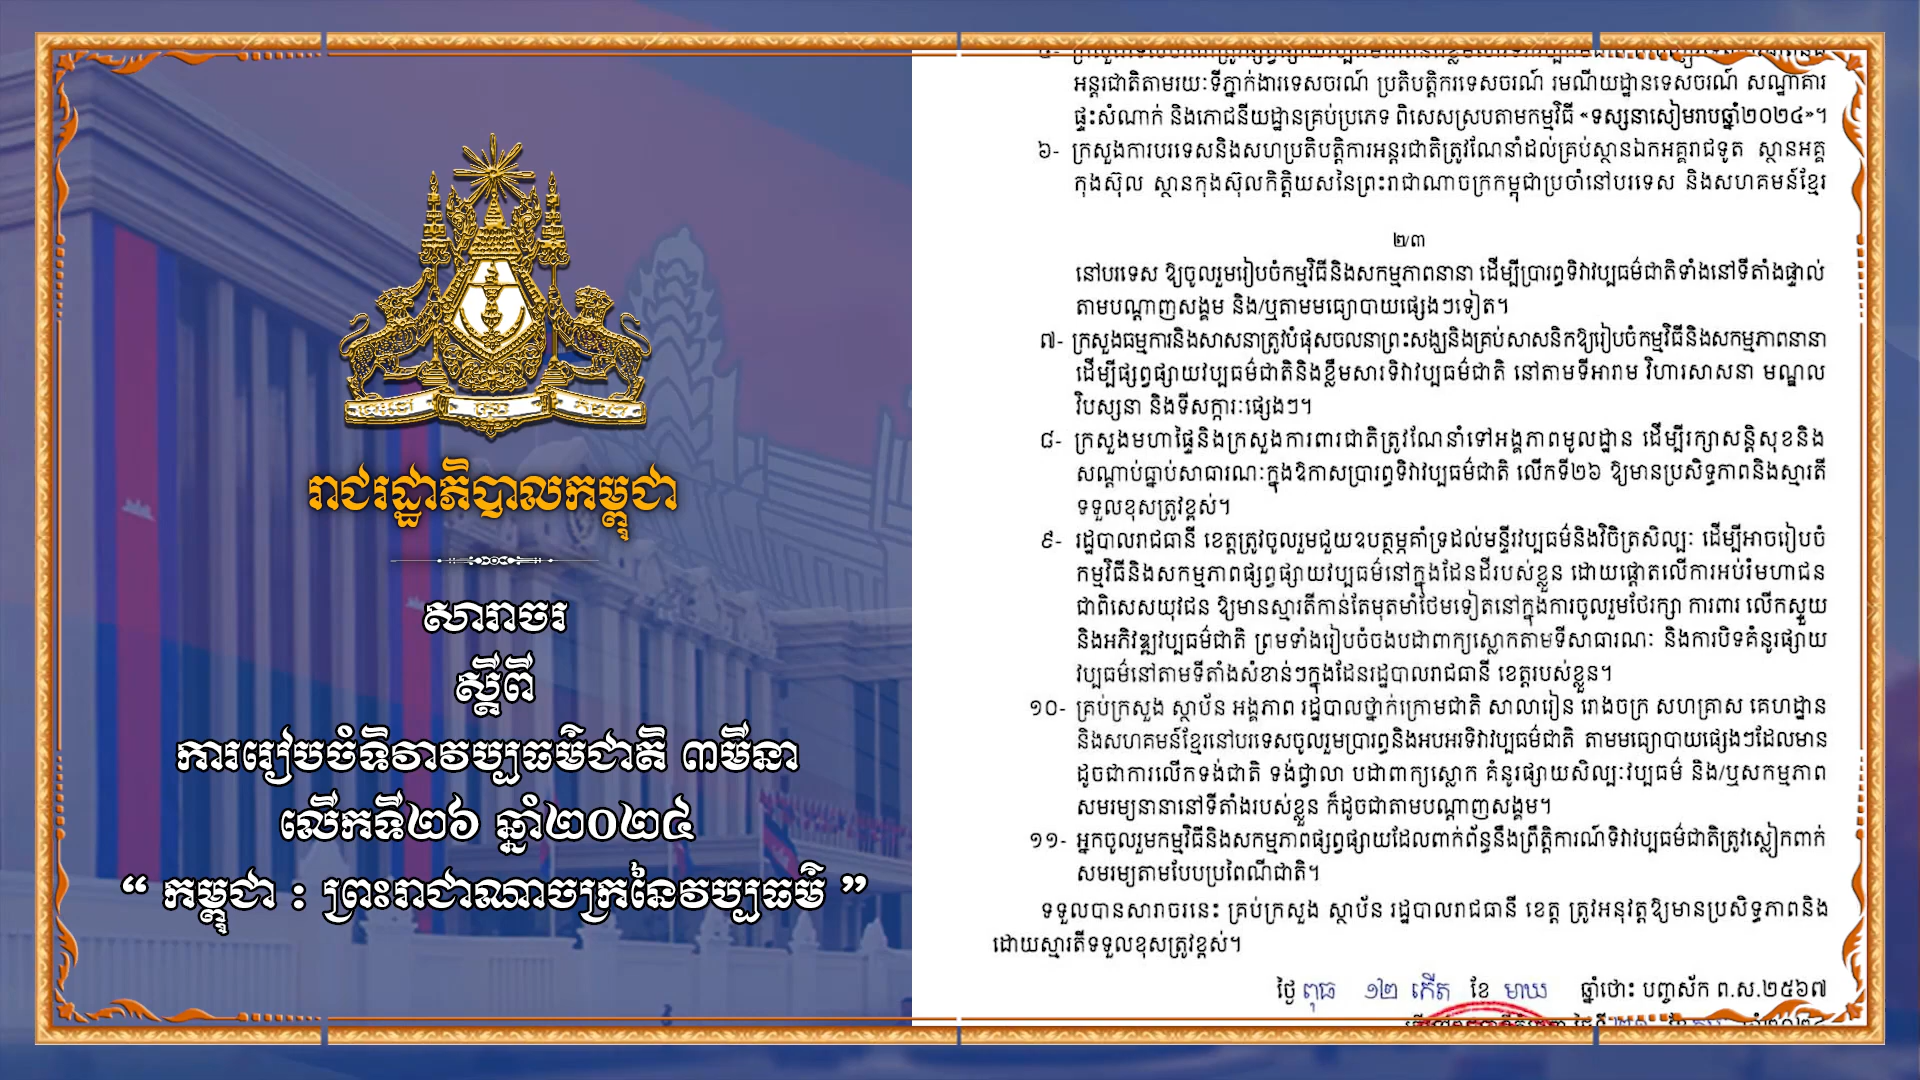 រាជរដ្ឋាភិបាលកម្ពុជា
សារាចរ
ស្តីពី
ការរៀបចំទិវាវប្បធម៌ជាតិ ៣មីនា
លើកទី២៦ ឆ្នាំ២០២៤
“ កម្ពុជា : ព្រះរាជាណាចក្រនៃវប្បធម៌ ”
អន្តរជាតិតាមរយៈទីភ្នាក់ងារទេសចរណ៍ ប្រតិបត្តិករទេសចរណ៍ រមណីយដ្ឋានទេសចរណ៍ សណ្ឋាគារ
ផ្ទះសំណាក់ និងភោជនីយដ្ឋានគ្រប់ប្រភេទ ពិសេសស្របតាមកម្មវិធី «ទស្សនាសៀមរាបឆ្នាំ២០២៤»។
៦- ក្រសួងការបរទេសនិងសហប្រតិបត្តិការអន្តរជាតិត្រូវណែនាំដល់គ្រប់ស្ថានឯកអគ្គរាជទូត ស្ថានអគ្គ
កុងស៊ុល ស្ថានកុងស៊ុលកិត្តិយសនៃព្រះរាជាណាចក្រកម្ពុជាប្រចាំនៅបរទេស និងសហគមន៍ខ្មែរ
២/៣
នៅបរទេស ឱ្យចូលរួមរៀបចំកម្មវិធីនិងសកម្មភាពនានា ដើម្បីប្រារព្ធទិវាវប្បធម៌ជាតិទាំងនៅទីតាំងផ្ទាល់
តាមបណ្តាញសង្គម និង/ឬតាមមធ្យោបាយផ្សេងៗទៀត។
៧- ក្រសួងធម្មការនិងសាសនាត្រូវបំផុសចលនាព្រះសង្ឃនិងគ្រប់សាសនិកឱ្យរៀបចំកម្មវិធីនិងសកម្មភាពនានា
ដើម្បីផ្សព្វផ្សាយវប្បធម៌ជាតិនិងខ្លឹមសារទិវាវប្បធម៌ជាតិ នៅតាមទីអារាម វិហារសាសនា មណ្ឌល
វិបស្សនា និងទីសក្ការៈផ្សេងៗ។
៨- ក្រសួងមហាផ្ទៃនិងក្រសួងការពារជាតិត្រូវណែនាំទៅអង្គភាពមូលដ្ឋាន ដើម្បីរក្សាសន្តិសុខនិង
សណ្តាប់ធ្នាប់សាធារណៈក្នុងឱកាសប្រារព្ធទិវាវប្បធម៌ជាតិ លើកទី២៦ ឱ្យមានប្រសិទ្ធភាពនិងស្មារតី
ទទួលខុសត្រូវខ្ពស់។
៩- រដ្ឋបាលរាជធានី ខេត្តត្រូវចូលរួមជួយឧបត្ថម្ភគាំទ្រដល់មន្ទីរវប្បធម៌និងវិចិត្រសិល្បៈ ដើម្បីអាចរៀបចំ
កម្មវិធីនិងសកម្មភាពផ្សព្វផ្សាយវប្បធម៌នៅក្នុងដែនដីរបស់ខ្លួន ដោយផ្តោតលើការអប់រំមហាជន
ជាពិសេសយុវជន ឱ្យមានស្មារតីកាន់តែមុតមាំថែមទៀតនៅក្នុងការចូលរួមថែរក្សា ការពារ លើកស្ទួយ
និងអភិវឌ្ឍវប្បធម៌ជាតិ ព្រមទាំងរៀបចំចងបដាពាក្យស្លោកតាមទីសាធារណៈ និងការបិទគំនូរផ្សាយ
វប្បធម៌នៅតាមទីតាំងសំខាន់ៗក្នុងដែនរដ្ឋបាលរាជធានី ខេត្តរបស់ខ្លួន។
១០- គ្រប់ក្រសួង ស្ថាប័ន អង្គភាព រដ្ឋបាលថ្នាក់ក្រោមជាតិ សាលារៀន រោងចក្រ សហគ្រាស គេហដ្ឋាន
និងសហគមន៍ខ្មែរនៅបរទេសចូលរួមប្រារព្ធនិងអបអរទិវាវប្បធម៌ជាតិ តាមមធ្យោបាយផ្សេងៗដែលមាន
ដូចជាការលើកទង់ជាតិ ទង់ជ្វាលា បដាពាក្យស្លោក គំនូរផ្សាយសិល្បៈវប្បធម៌ និង/ឬសកម្មភាព
សមរម្យនានានៅទីតាំងរបស់ខ្លួន ក៏ដូចជាតាមបណ្តាញសង្គម។
១១- អ្នកចូលរួមកម្មវិធីនិងសកម្មភាពផ្សព្វផ្សាយដែលពាក់ព័ន្ធនឹងព្រឹត្តិការណ៍ទិវាវប្បធម៌ជាតិត្រូវស្លៀកពាក់
សមរម្យតាមបែបប្រពៃណីជាតិ។
ទទួលបានសារាចរនេះ គ្រប់ក្រសួង ស្ថាប័ន រដ្ឋបាលរាជធានី ខេត្ត ត្រូវអនុវត្តឱ្យមានប្រសិទ្ធភាពនិង
ដោយស្មារតីទទួលខុសត្រូវខ្ពស់។
ថ្ងៃ ពុធ ១២ កើត ខែ មាឃ ឆ្នាំថោះ បញ្ចស័ក ព.ស.២៥៦៧